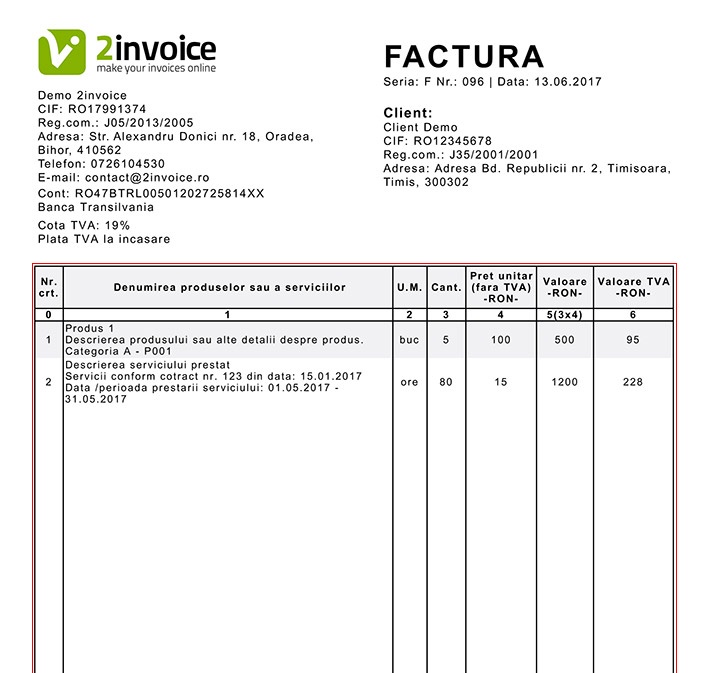 2invoice
make your invoices online
Demo 2invoice
CIF: RO17991374
Reg.com.: J05/2013/2005
Adresa: Str. Alexandru Donici nr. 18, Oradea,
Bihor, 410562
Telefon: 0726104530
E-mail: contact@2invoice.ro
Cont: RO47BTRL00501202725814XX
Banca Transilvania
Cota TVA: 19%
Plata TVA la incasare
FACTURA
Seria: F Nr.: 096 | Data: 13.06.2017
Client:
Client Demo
CIF: RO12345678
Reg.com.: J35/2001/2001
Adresa: Adresa Bd. Republicii nr. 2, Timisoara,
Timis, 300302
Nr. crt. Denumirea produselor sau a serviciilor U.M. Cant. Pret unitar (fara TVA) -RON- Valoare -RON- Valoare TVA -RON-
0 1 2 3 4 5(3x4) 6
Produs 1
1 Descrierea produsului sau alte detalii despre produs. buc 5 100 500 95
Categoria A - P001
Descrierea serviciului prestat
Servicii conform cotract nr. 123 din data: 15.01.2017
2 Data /perioada prestarii serviciului: 01.05.2017 - ore 80 15 1200 228
31.05.2017